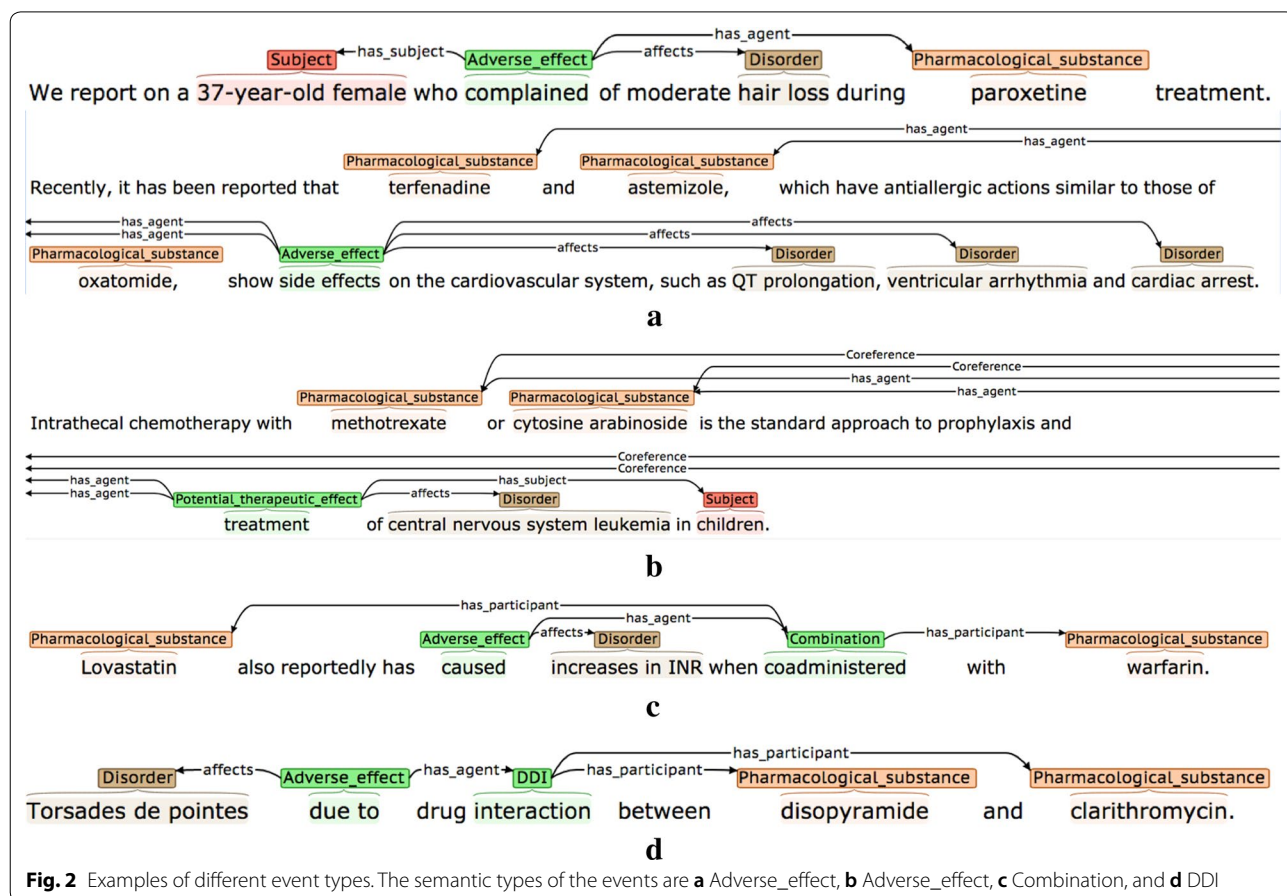 has_agent
Subject has_subject Adverse_effect affects Disorder Pharmacological_substance
We report on a 37-year-old female who complained of moderate hair loss during paroxetine treatment.
has_agent
has_agent
Pharmacological_substance Pharmacological_substance
Recently, it has been reported that terfenadine and astemizole, which have antiallergic actions similar to those of
has_agent affects
has_agent affects
Pharmacological_substance Adverse_effect affects Disorder Disorder Disorder
oxatomide, show side effects on the cardiovascular system, such as QT prolongation, ventricular arrhythmia and cardiac arrest.
a
Coreference
Coreference
has_agent
Pharmacological_substance Pharmacological_substance has_agent
Intrathecal chemotherapy with methotrexate or cytosine arabinoside is the standard approach to prophylaxis and
Coreference
Coreference
has_agent has_subject
has_agent Potential_therapeutic_effect affects Disorder Subject
treatment of central nervous system leukemia in children.
b
has_participant
has_agent
Pharmacological_substance Adverse_effect affects Disorder Combination has_participant Pharmacological_substance
Lovastatin also reportedly has caused increases in INR when coadministered with warfarin.
c
has_participant
Disorder affects Adverse_effect has_agent DDI has_participant Pharmacological_substance Pharmacological_substance
Torsades de pointes due to drug interaction between disopyramide and clarithromycin.
d
Fig. 2 Examples of different event types. The semantic types of the events are a Adverse_effect, b Adverse_effect, c Combination, and d DDI